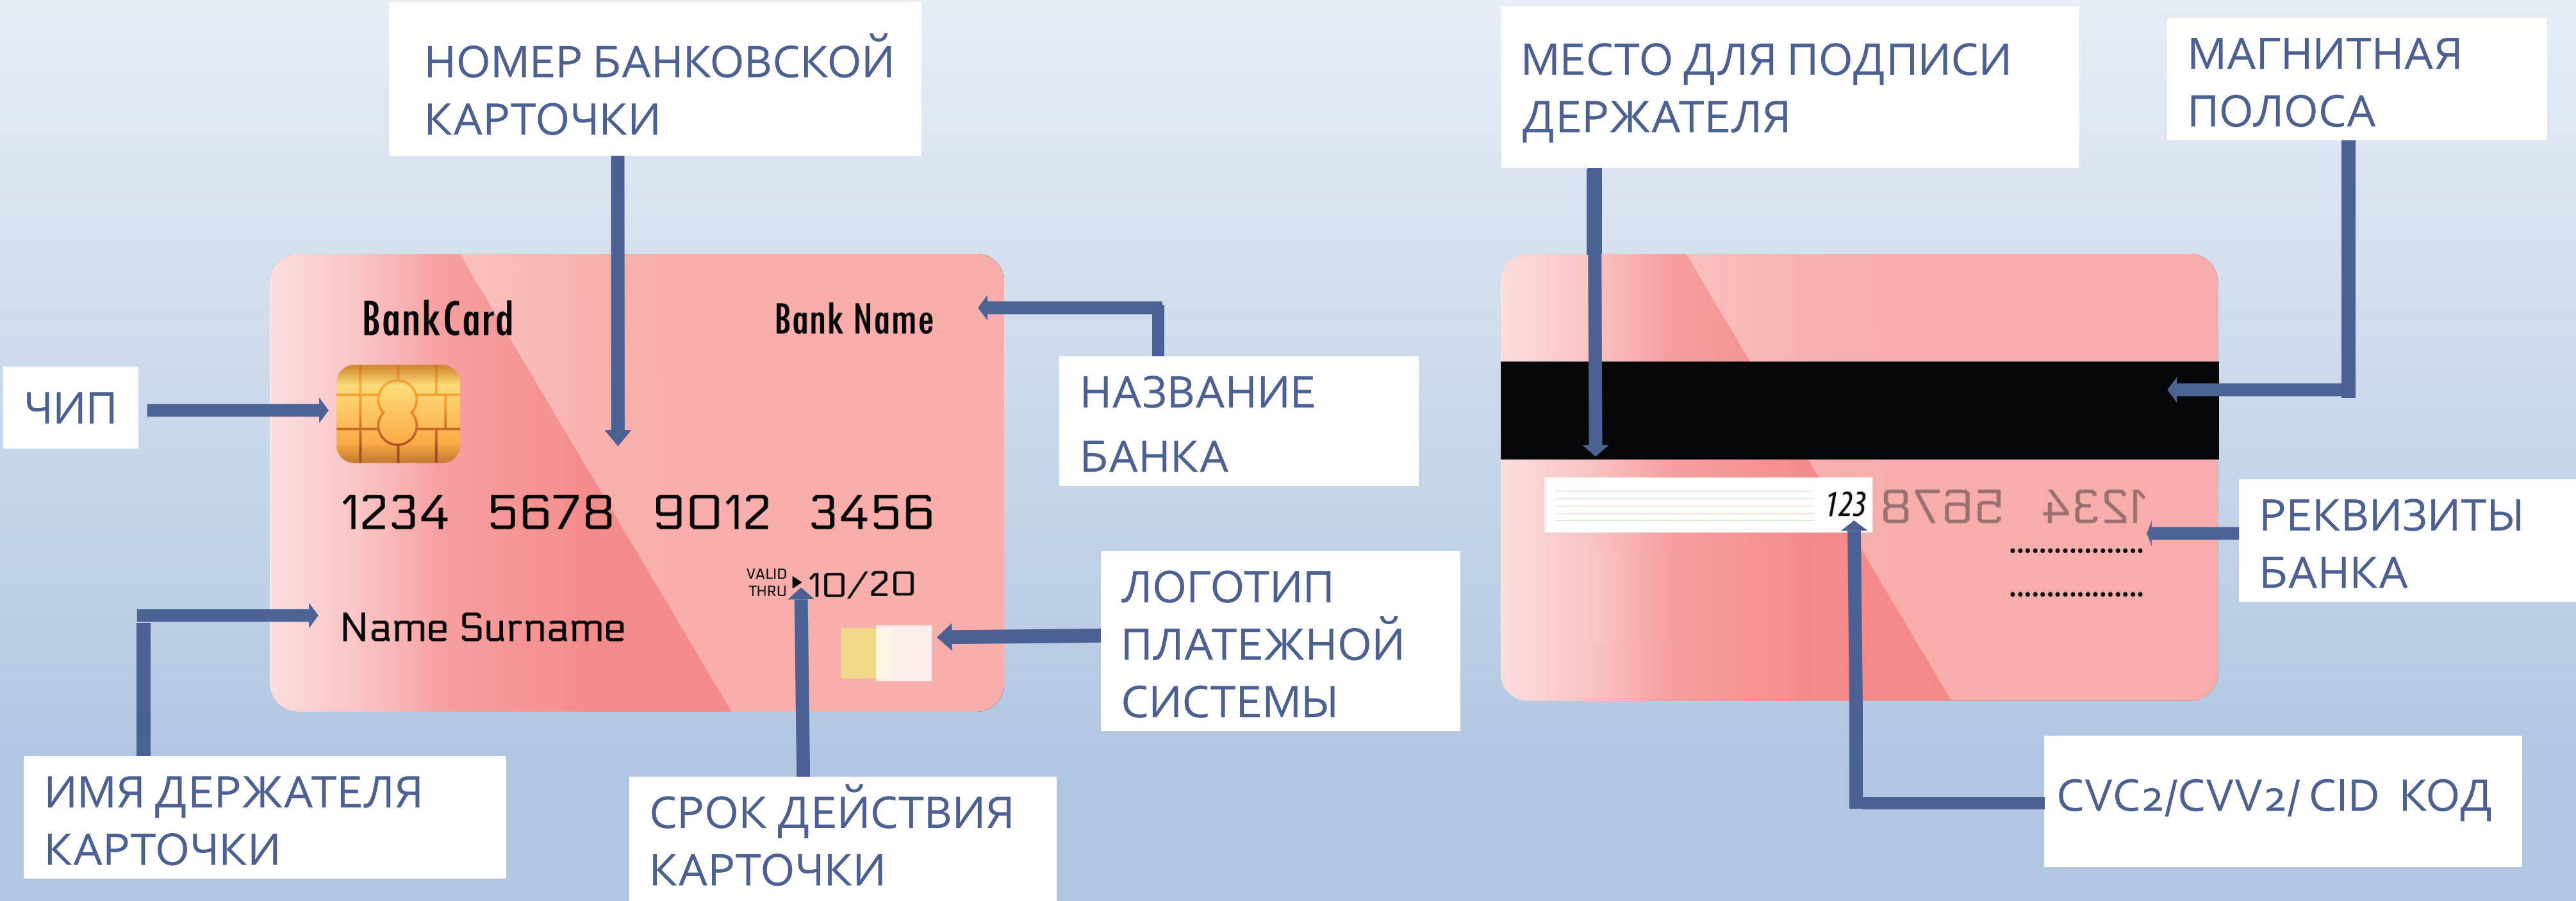 НОМЕР БАНКОВСКОЙ
КАРТОЧКИ
МЕСТО ДЛЯ ПОДПИСИ
ДЕРЖАТЕЛЯ
МАГНИТНАЯ
ПОЛОСА
BankCard
Bank Name
ЧИП
НАЗВАНИЕ
БАНКА
1234 5678 9012 3456
VALID
THRU
10/20
Name Surname
ЛОГОТИП
ПЛАТЕЖНОЙ
СИСТЕМЫ
ИМЯ ДЕРЖАТЕЛЯ
КАРТОЧКИ
СРОК ДЕЙСТВИЯ
КАРТОЧКИ
123
1234 5678
РЕКВИЗИТЫ
БАНКА
CVC2/CVV2/ CID КОД